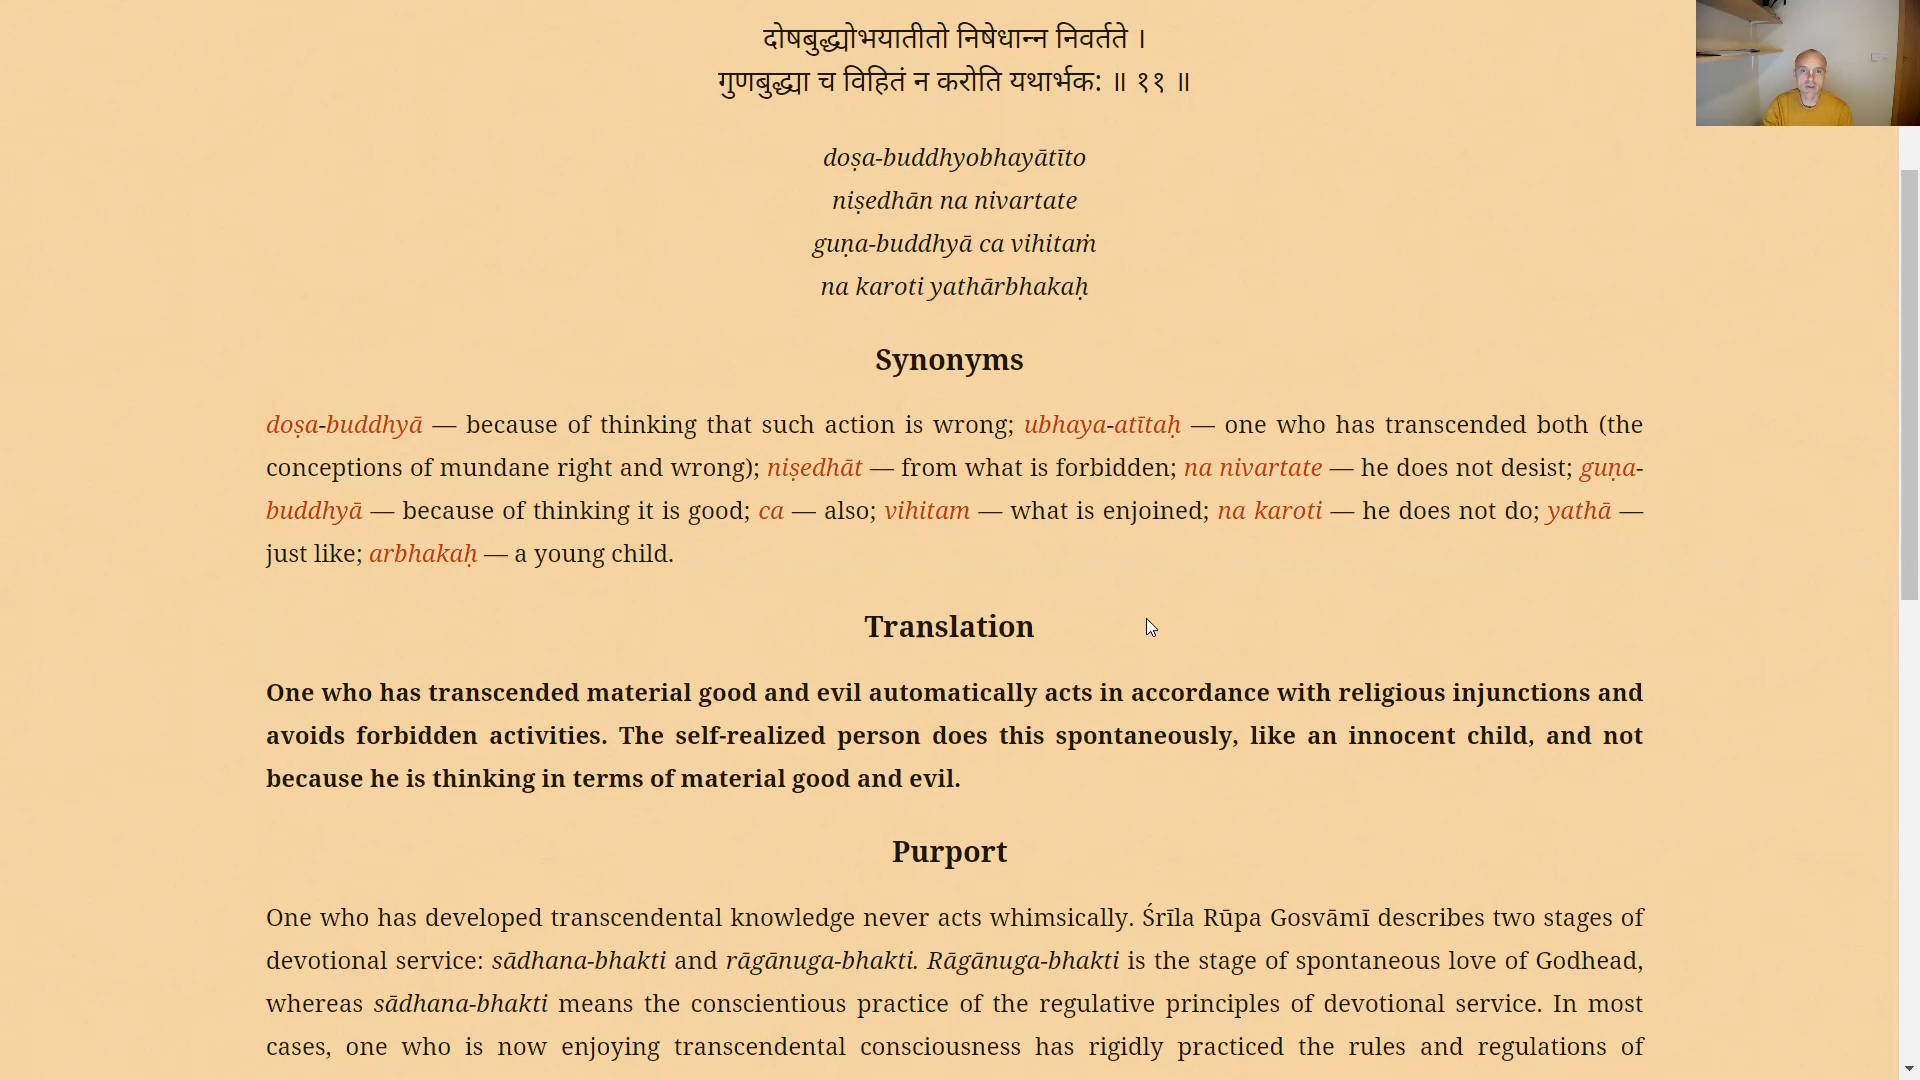 दोषबुद्ध्योभयातीतो निषेधान्न निवर्तते ।
गुणबुद्ध्या च विहितं न करोति यथार्भक: ॥ ११ ॥
doṣa-buddhyobhayātīto
niṣedhān na nivartate
guṇa-buddhyā ca vihitaṁ
na karoti yathārbhakaḥ
Synonyms
doṣa-buddhyā — because of thinking that such action is wrong; ubhaya-atītaḥ — one who has transcended both (the
conceptions of mundane right and wrong); niṣedhāt — from what is forbidden; na nivartate — he does not desist; guṇa-
buddhyā — because of thinking it is good; ca — also; vihitam — what is enjoined; na karoti — he does not do; yathā —
just like; arbhakaḥ — a young child.
Translation
One who has transcended material good and evil automatically acts in accordance with religious injunctions and
avoids forbidden activities. The self-realized person does this spontaneously, like an innocent child, and not
because he is thinking in terms of material good and evil.
Purport
One who has developed transcendental knowledge never acts whimsically. Śrīla Rūpa Gosvāmī describes two stages of
devotional service: sādhana-bhakti and rāgānuga-bhakti. Rāgānuga-bhakti is the stage of spontaneous love of Godhead,
whereas sādhana-bhakti means the conscientious practice of the regulative principles of devotional service. In most
cases, one who is now enjoying transcendental consciousness has rigidly practiced the rules and regulations of